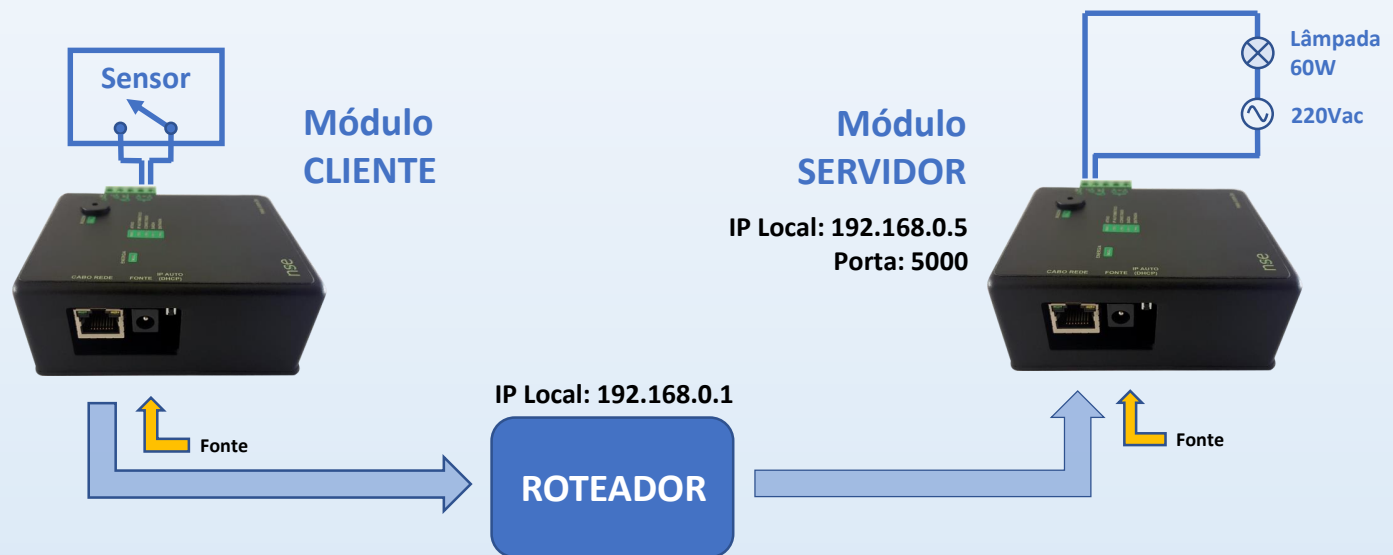 Sensor
Módulo
CLIENTE
Módulo
SERVIDOR
IP Local: 192.168.0.5
Porta: 5000
Lâmpada
60W
220Vac
CABO REDE
FONTE
IP AUTO
(DHCP)
nse
CABO REDE
FONTE
IP AUTO
(DHCP)
nse
Fonte
IP Local: 192.168.0.1
ROTEADOR
Fonte